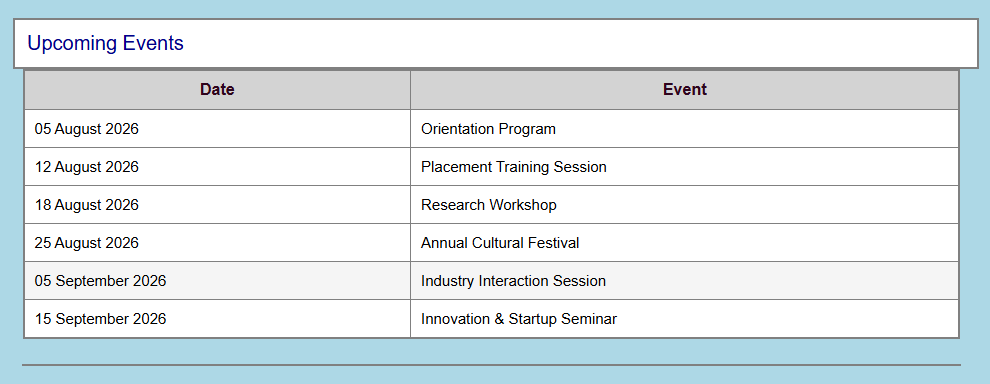 Upcoming Events
Date Event
05 August 2026 Orientation Program
12 August 2026 Placement Training Session
18 August 2026 Research Workshop
25 August 2026 Annual Cultural Festival
05 September 2026 Industry Interaction Session
15 September 2026 Innovation & Startup Seminar